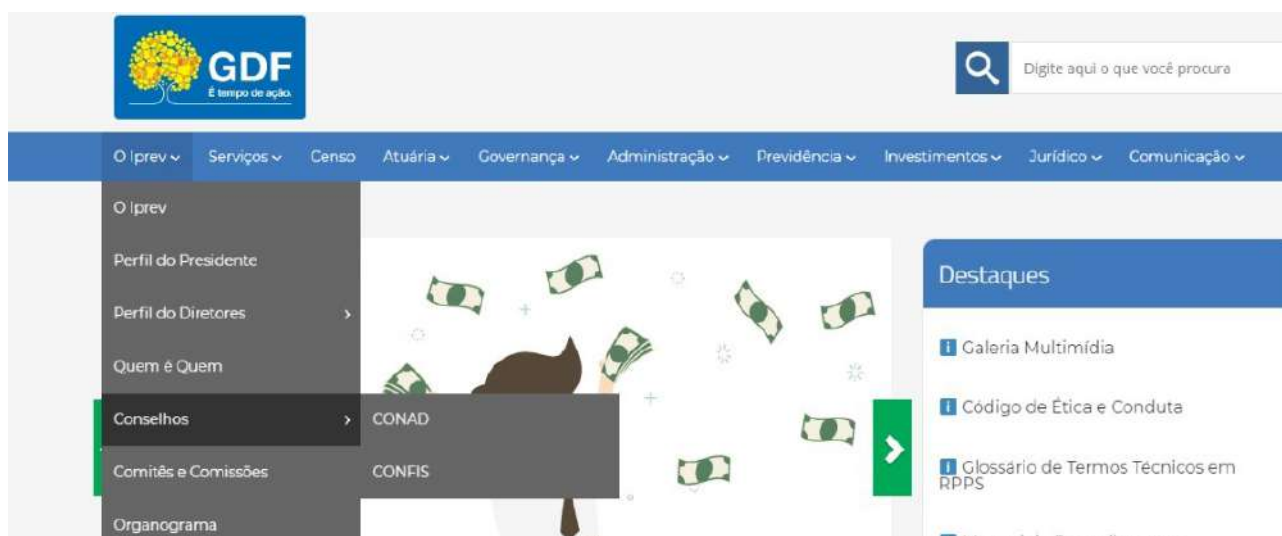 GDF
É tempo de ação.
Digite aqui o que você procura
O Iprev Serviços Censo Atuária Governança Administração Previdência Investimentos Jurídico Comunicação
O Iprev
Perfil do Presidente
Perfil do Diretores
Quem é Quem
Conselhos
CONAD
Comitês e Comissões
CONFIS
Organograma
Destaques
Galeria Multimídia
Código de Ética e Conduta
Glossário de Termos Técnicos em
RPPS